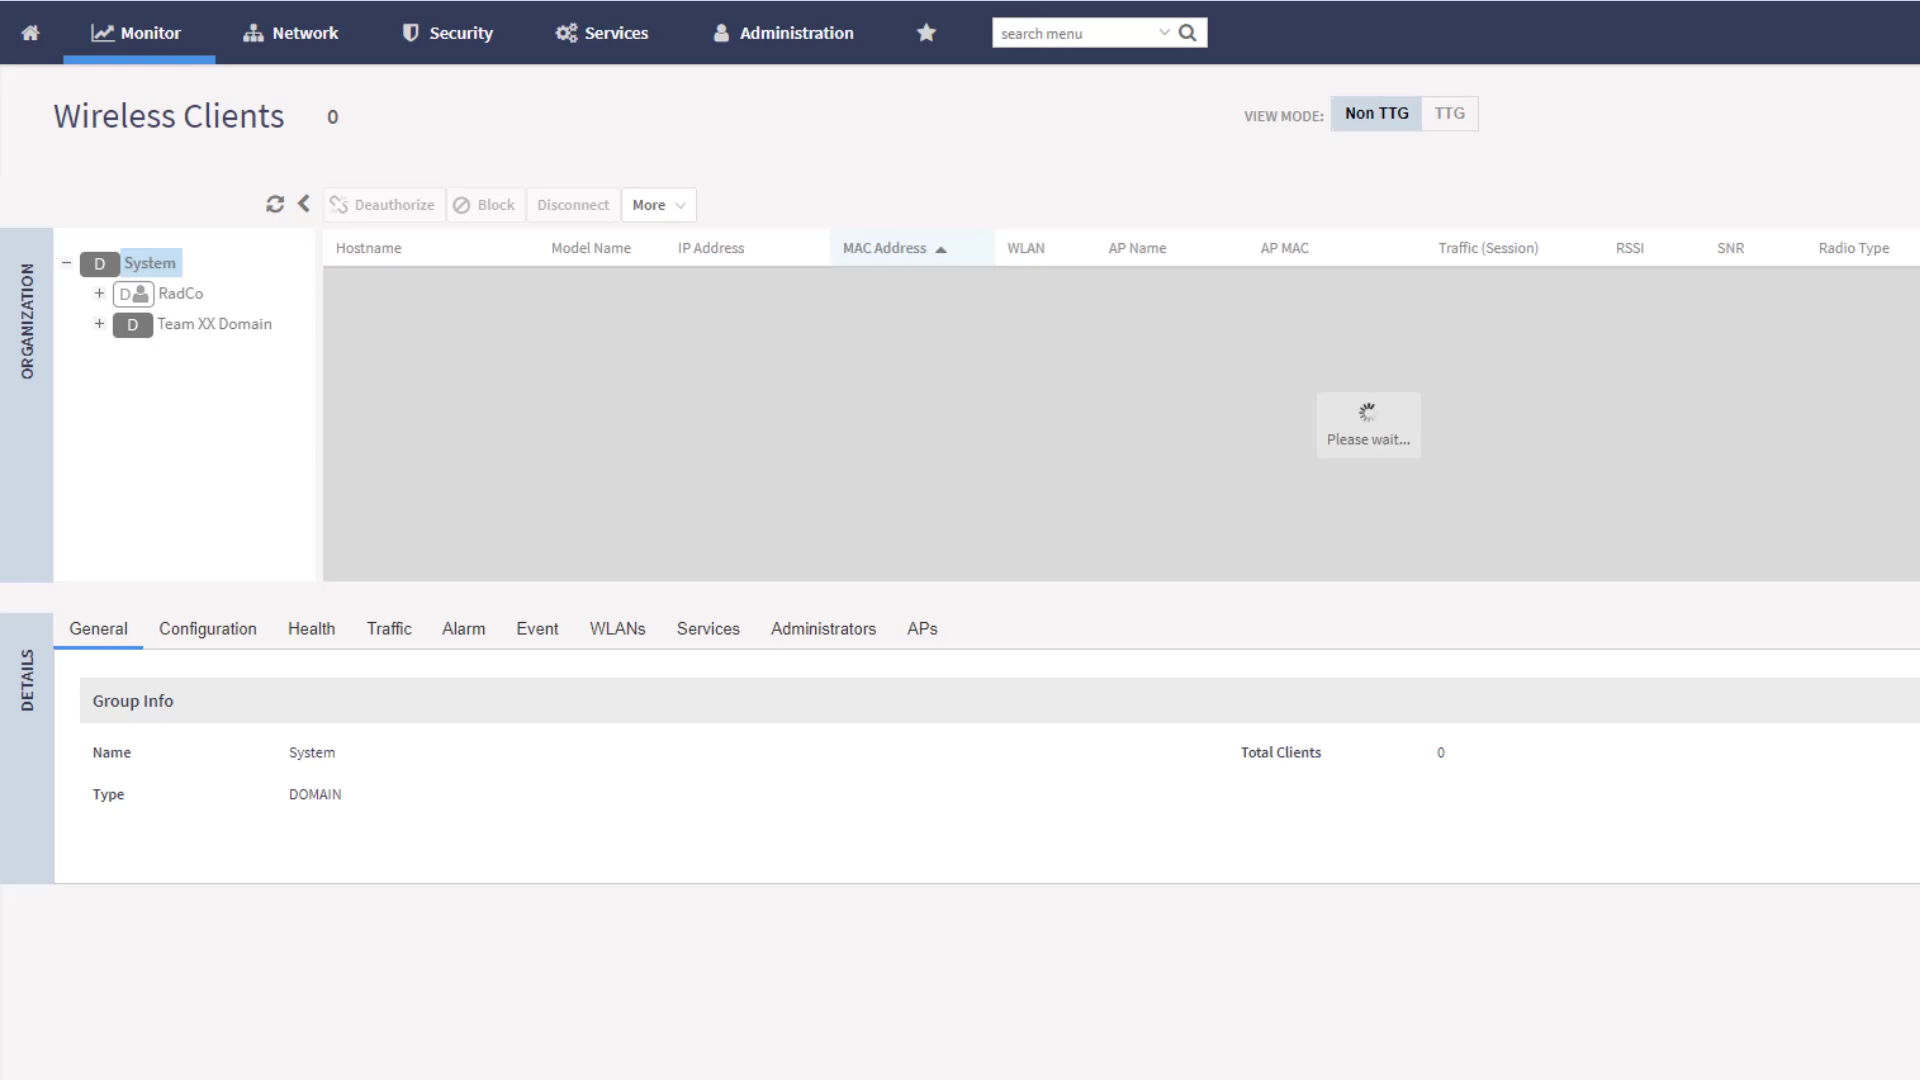 Monitor Network Security Services Administration search menu
Wireless Clients 0 VIEW MODE: Non TTG TTG
Deauthorize Block Disconnect More
ORGANIZATION
D System
D RadCo
D Team XX Domain
Hostname Model Name IP Address MAC Address WLAN AP Name AP MAC Traffic (Session) RSSI SNR Radio Type
Please wait...
DETAILS
General Configuration Health Traffic Alarm Event WLANs Services Administrators APs
Group Info
Name System Total Clients 0
Type DOMAIN